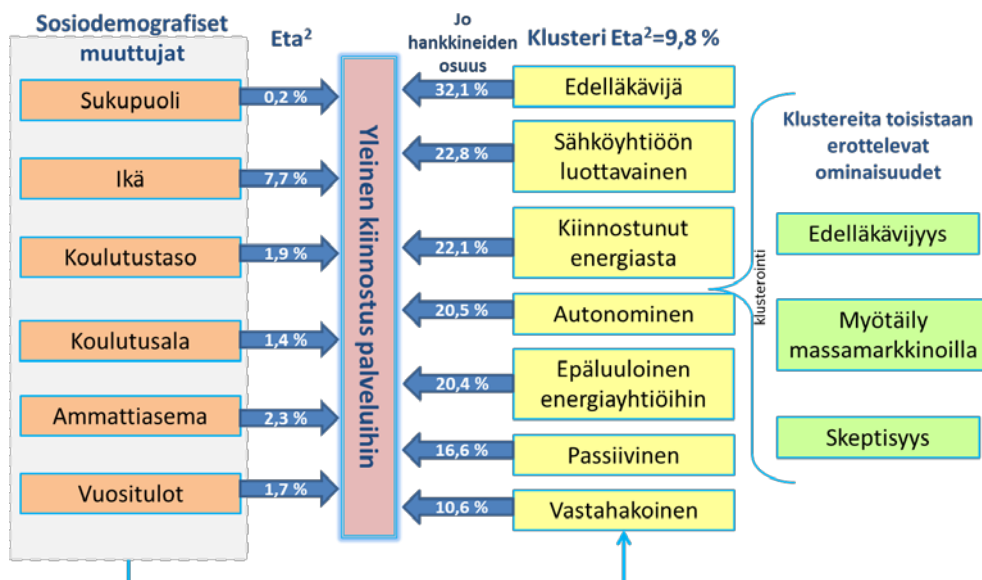 Sosiodemografiset
muuttujat
Sukupuoli
Ikä
Koulutustaso
Koulutusala
Ammattiasema
Vuositulot
Eta²
0,2 %
7,7 %
1,9 %
1,4 %
2,3 %
1,7 %
Yleinen kiinnostus palveluihin
Jo
hankkineiden
osuus
32,1 %
22,8 %
22,1 %
20,5 %
20,4 %
16,6 %
10,6 %
Klusteri Eta²=9,8 %
Edelläkävijä
Sähköyhtiöön
luottavainen
Kiinnostunut
energiasta
Autonominen
Epäluuloinen
energiayhtiöihin
Passiivinen
Vastahakoinen
klusterointi
Klustereita toisistaan
erottelevat
ominaisuudet
Edelläkävijyys
Myötäily
massamarkkinoilla
Skeptisyys